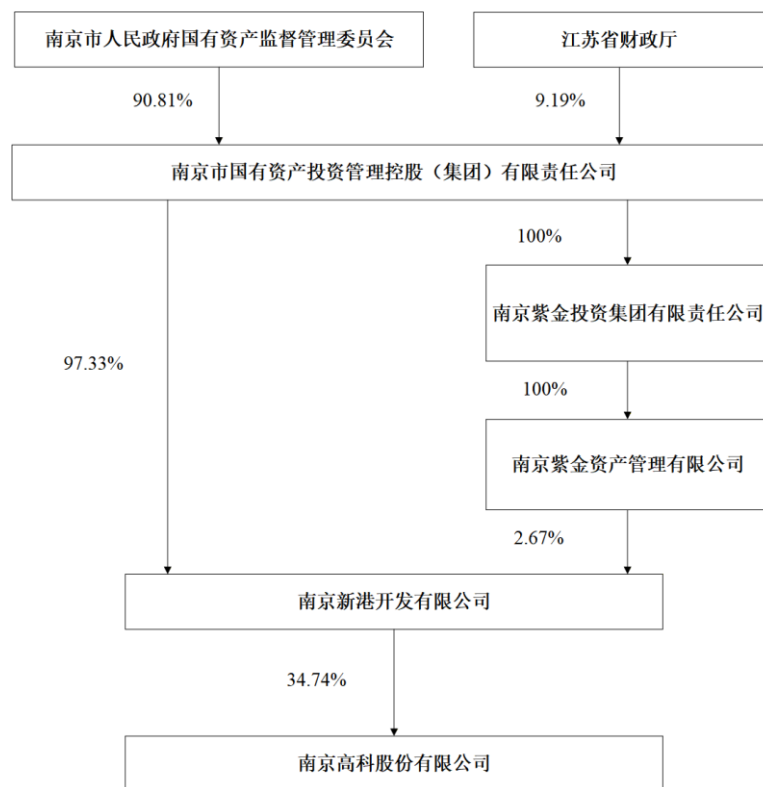 南京市人民政府国有资产监督管理委员会
江苏省财政厅
90.81%
9.19%
南京市国有资产投资管理控股（集团）有限责任公司
100%
南京紫金投资集团有限责任公司
97.33%
100%
南京紫金资产管理有限公司
2.67%
南京新港开发有限公司
34.74%
南京高科股份有限公司